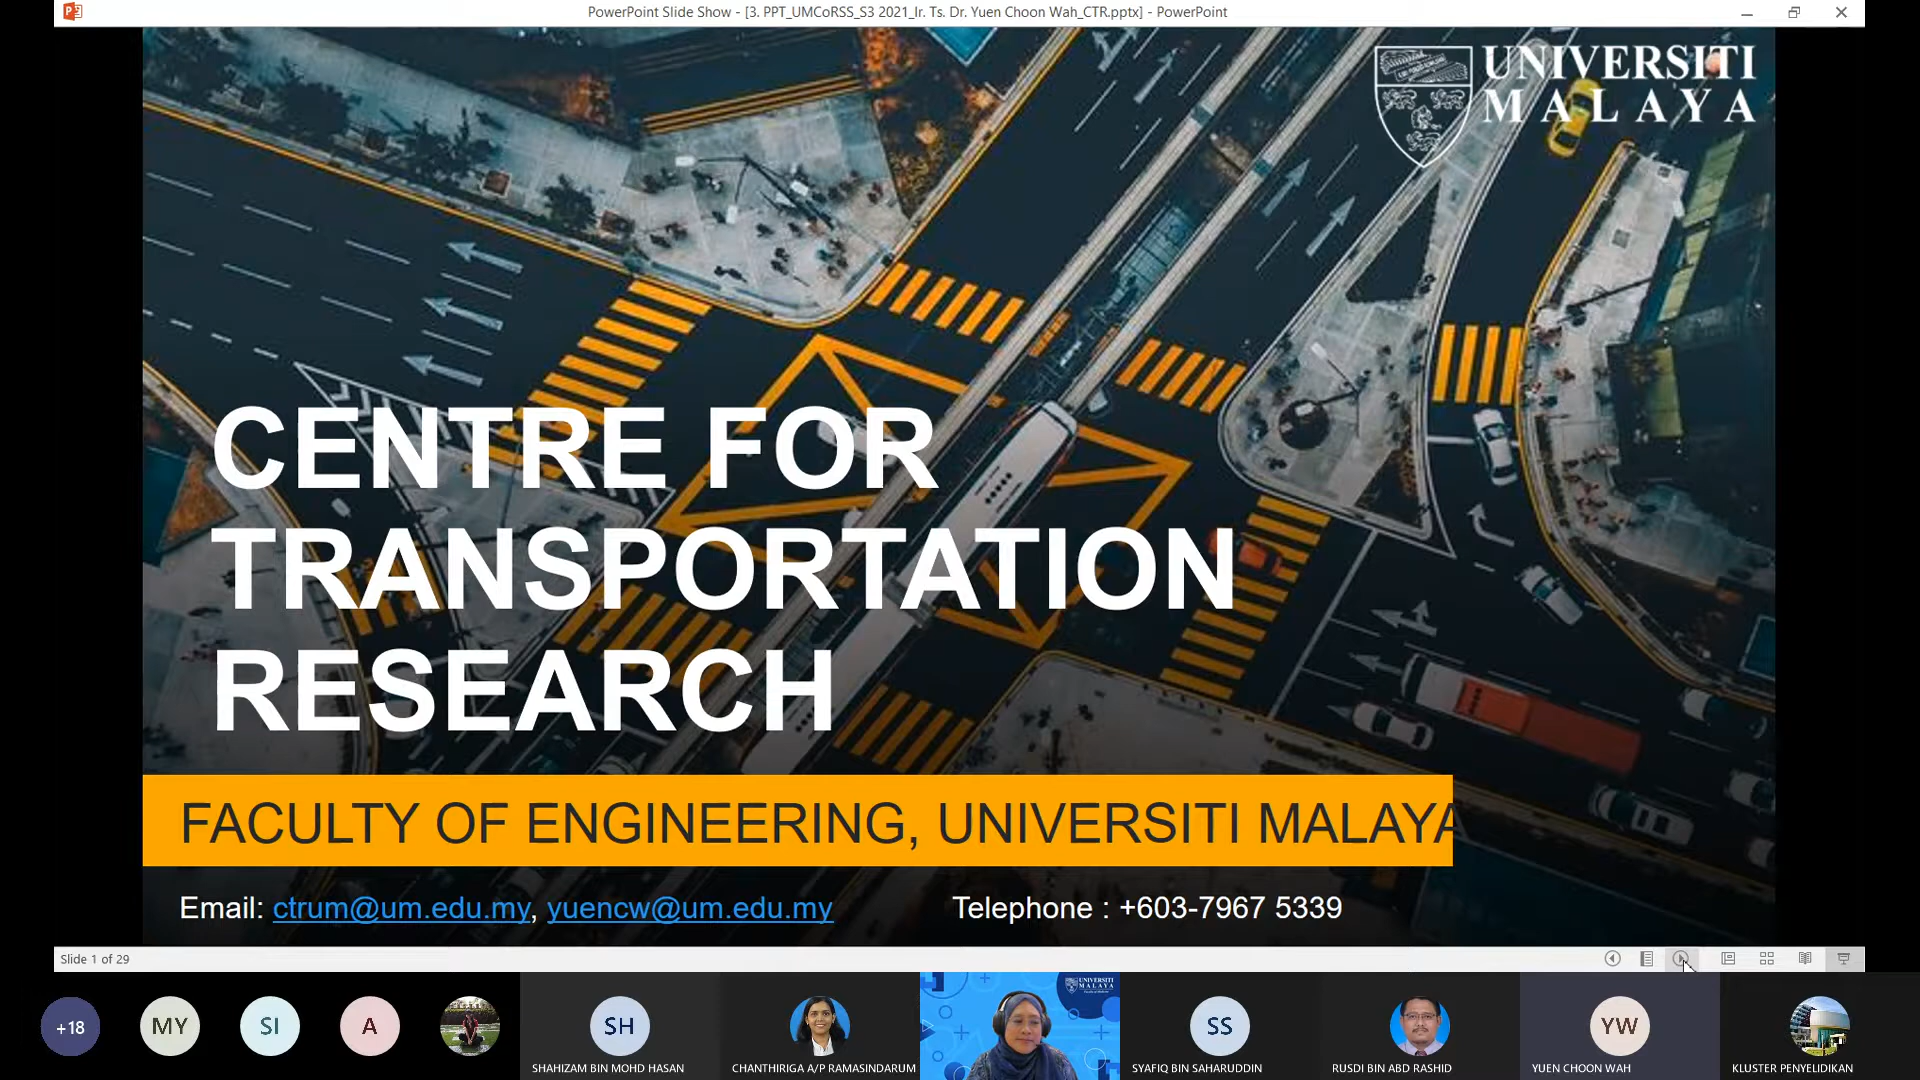 PowerPoint Slide Show - [3. PPT_UMCoRSS_S3 2021_Ir. Ts. Dr. Yuen Choon Wah_CTR.pptx] - PowerPoint
UNIVERSITI
MALAYA
CENTRE FOR
TRANSPORTATION
RESEARCH
FACULTY OF ENGINEERING, UNIVERSITI MALAYA
Email: ctrum@um.edu.my, yuencw@um.edu.my
Telephone : +603-7967 5339
Slide 1 of 29
+18
MY
SI
A
SH
SHAHIZAM BIN MOHD HASAN
CHANTHIRIGA A/P RAMASINDARUM
UNIVERSITI
MALAYA
SS
SYAFIQ BIN SAHARUDDIN
RUSDI BIN ABD RASHID
YW
YUEN CHOON WAH
KLUSTER PENYELIDIKAN